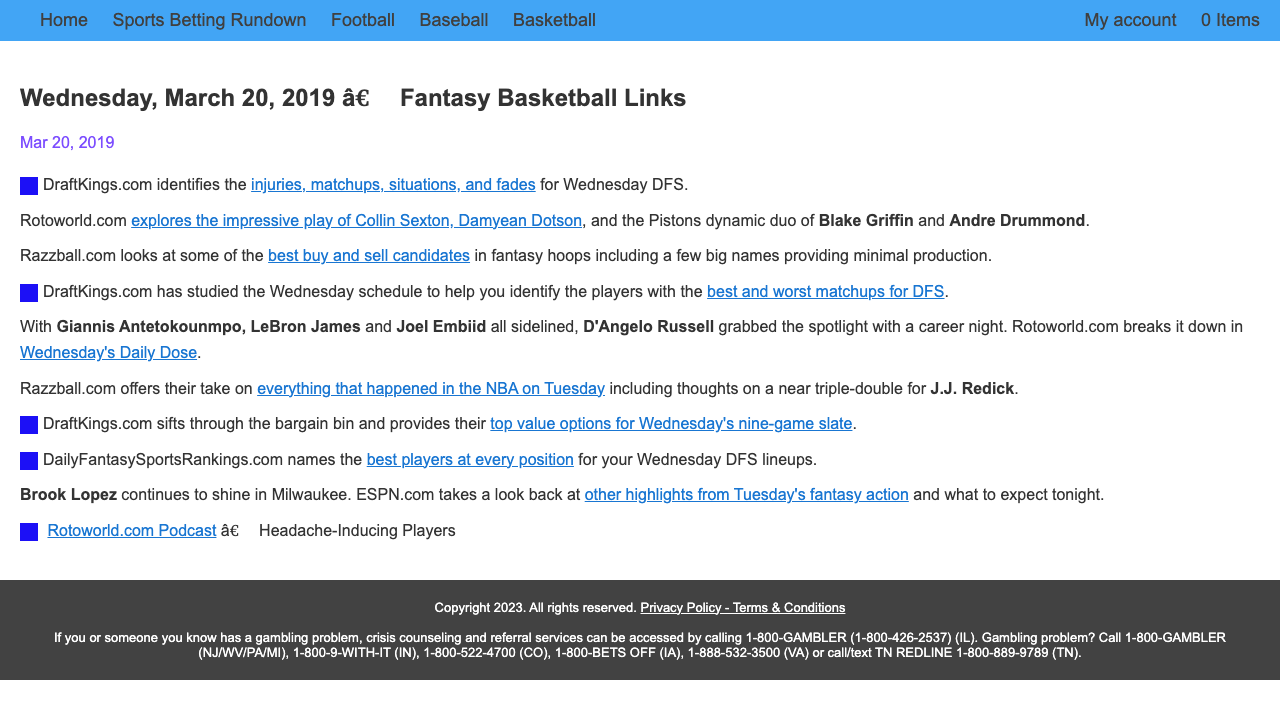 Home Sports Betting Rundown Football Baseball Basketball My account 0 Items
Wednesday, March 20, 2019 â€ Fantasy Basketball Links
Mar 20, 2019
DraftKings.com identifies the injuries, matchups, situations, and fades for Wednesday DFS.
Rotoworld.com explores the impressive play of Collin Sexton, Damyean Dotson, and the Pistons dynamic duo of Blake Griffin and Andre Drummond.
Razzball.com looks at some of the best buy and sell candidates in fantasy hoops including a few big names providing minimal production.
DraftKings.com has studied the Wednesday schedule to help you identify the players with the best and worst matchups for DFS.
With Giannis Antetokounmpo, LeBron James and Joel Embiid all sidelined, D'Angelo Russell grabbed the spotlight with a career night. Rotoworld.com breaks it down in
Wednesday's Daily Dose.
Razzball.com offers their take on everything that happened in the NBA on Tuesday including thoughts on a near triple-double for J.J. Redick.
DraftKings.com sifts through the bargain bin and provides their top value options for Wednesday's nine-game slate.
DailyFantasySportsRankings.com names the best players at every position for your Wednesday DFS lineups.
Brook Lopez continues to shine in Milwaukee. ESPN.com takes a look back at other highlights from Tuesday's fantasy action and what to expect tonight.
Rotoworld.com Podcast â€ Headache-Inducing Players
Copyright 2023. All rights reserved. Privacy Policy - Terms & Conditions
If you or someone you know has a gambling problem, crisis counseling and referral services can be accessed by calling 1-800-GAMBLER (1-800-426-2537) (IL). Gambling problem? Call 1-800-GAMBLER
(NJ/WV/PA/MI), 1-800-9-WITH-IT (IN), 1-800-522-4700 (CO), 1-800-BETS OFF (IA), 1-888-532-3500 (VA) or call/text TN REDLINE 1-800-889-9789 (TN).